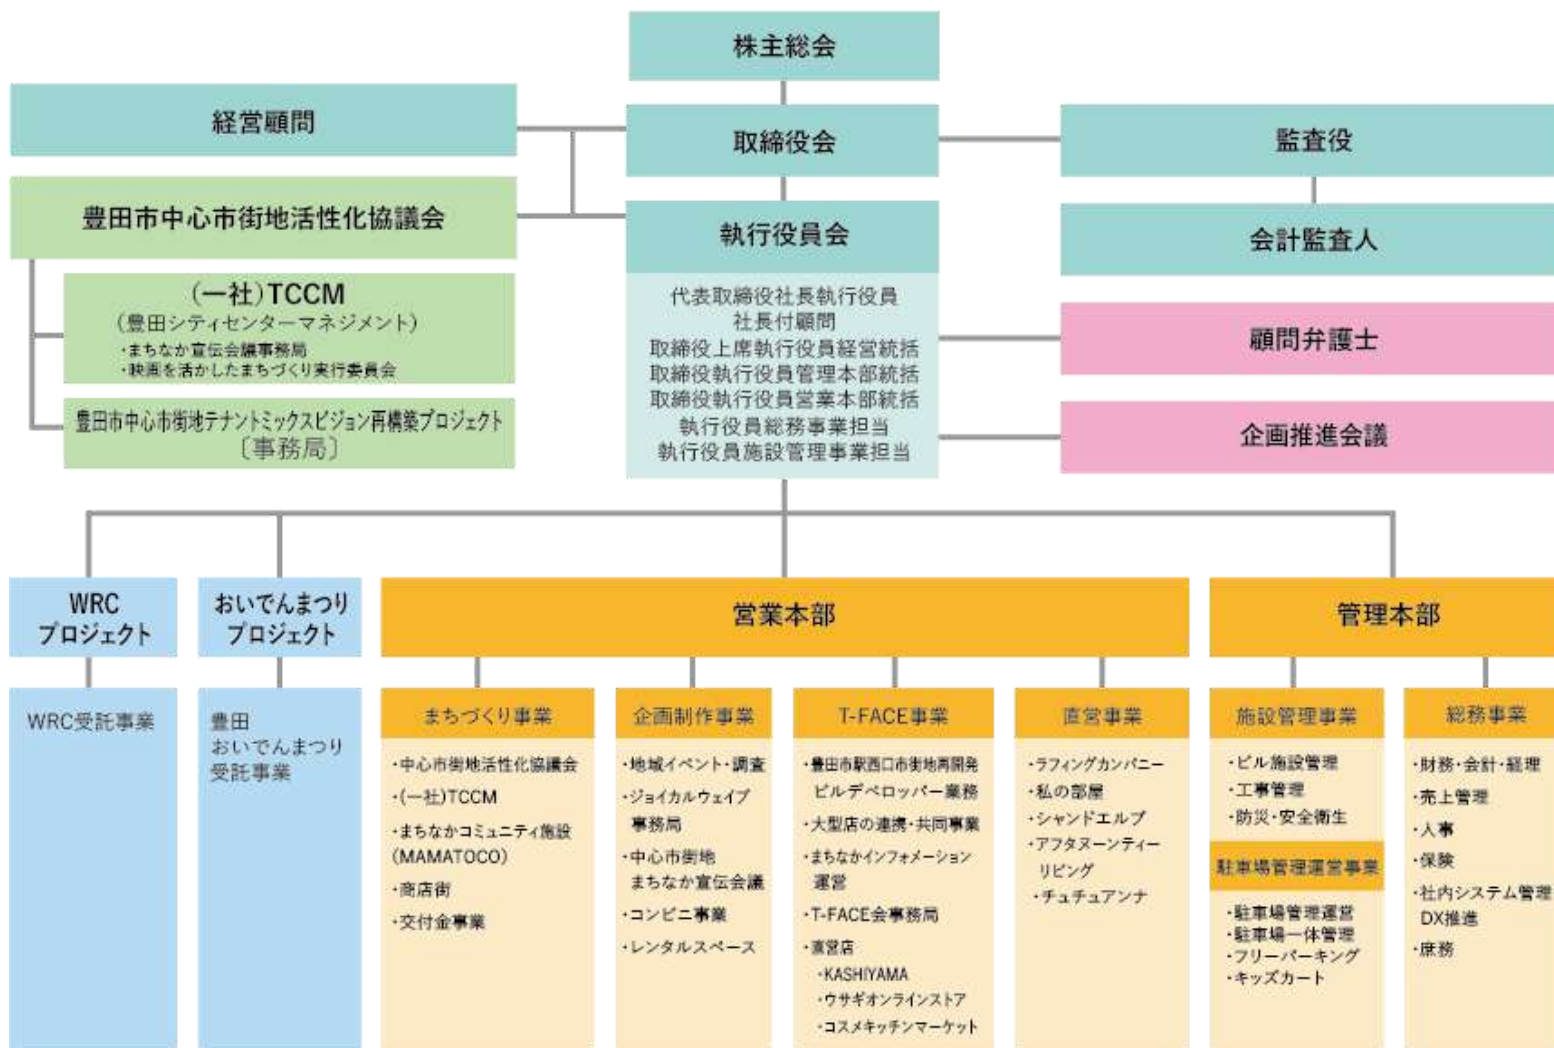 株主総会
経営顧問
取締役会
監査役
豊田市中心市街地活性化協議会
執行役員会
会計監査人
(一社)TCCM
(豊田シティセンターマネジメント)
・まちなか宣伝会議事務局
・映画を活かしたまちづくり実行委員会
豊田市中心市街地テナントミックスビジョン再構築プロジェクト
〔事務局〕
代表取締役社長執行役員
社長付顧問
取締役上席執行役員経営統括
取締役執行役員管理本部統括
取締役執行役員営業本部統括
執行役員総務事業担当
執行役員施設管理事業担当
顧問弁護士
企画推進会議
WRC
プロジェクト
おいでんまつり
プロジェクト
営業本部
管理本部
WRC受託事業
豊田
おいでんまつり
受託事業
まちづくり事業
・中心市街地活性化協議会
・(一社)TCCM
・まちなかコミュニティ施設
(MAMATOCO)
・商店街
・交付金事業
企画制作事業
・地域イベント・調査
・ジョイカルウェイブ
事務局
・中心市街地
まちなか宣伝会議
・コンビニ事業
・レンタルスペース
T-FACE事業
・豊田市駅西口市街地再開発
ビルデベロッパー業務
・大型店の連携・共同事業
・まちなかインフォメーション
運営
・T-FACE会事務局
・直営店
・KASHIYAMA
・ウサギオンラインストア
・コスメキッチンマーケット
直営事業
・ラフィングカンパニー
・私の部屋
・シャンドエルブ
・アフタヌーンティー
リビング
・チュチュアンナ
施設管理事業
・ビル施設管理
・工事管理
・防災・安全衛生
駐車場管理運営事業
・駐車場管理運営
・駐車場一体管理
・フリーパーキング
・キッズカート
総務事業
・財務・会計・経理
・売上管理
・人事
・保険
・社内システム管理
DX推進
・庶務